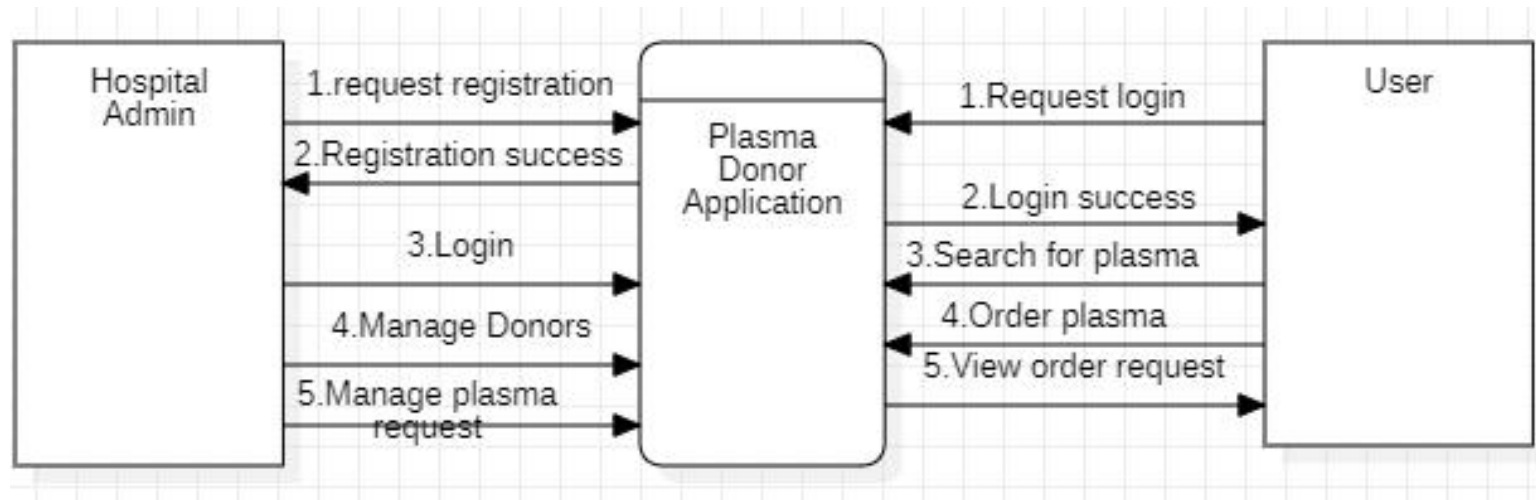 Hospital
Admin
1.request registration
2.Registration success
3.Login
4.Manage Donors
5.Manage plasma
request
Plasma
Donor
Application
1.Request login
2.Login success
3.Search for plasma
4.Order plasma
5.View order request
User